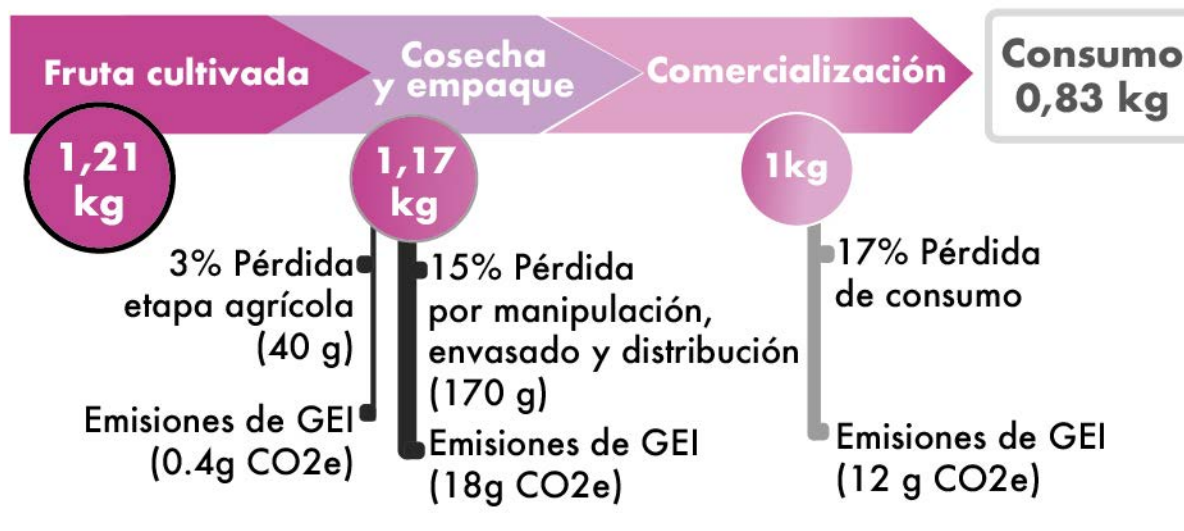 Fruta cultivada
Cosecha
y empaque
Comercialización
Consumo
0,83 kg
1,21
kg
1,17
kg
1kg
3% Pérdida
etapa agrícola
(40 g)
Emisiones de GEI
(0.4g CO2e)
15% Pérdida
por manipulación,
envasado y distribución
(170 g)
Emisiones de GEI
(18g CO2e)
17% Pérdida
de consumo
Emisiones de GEI
(12 g CO2e)